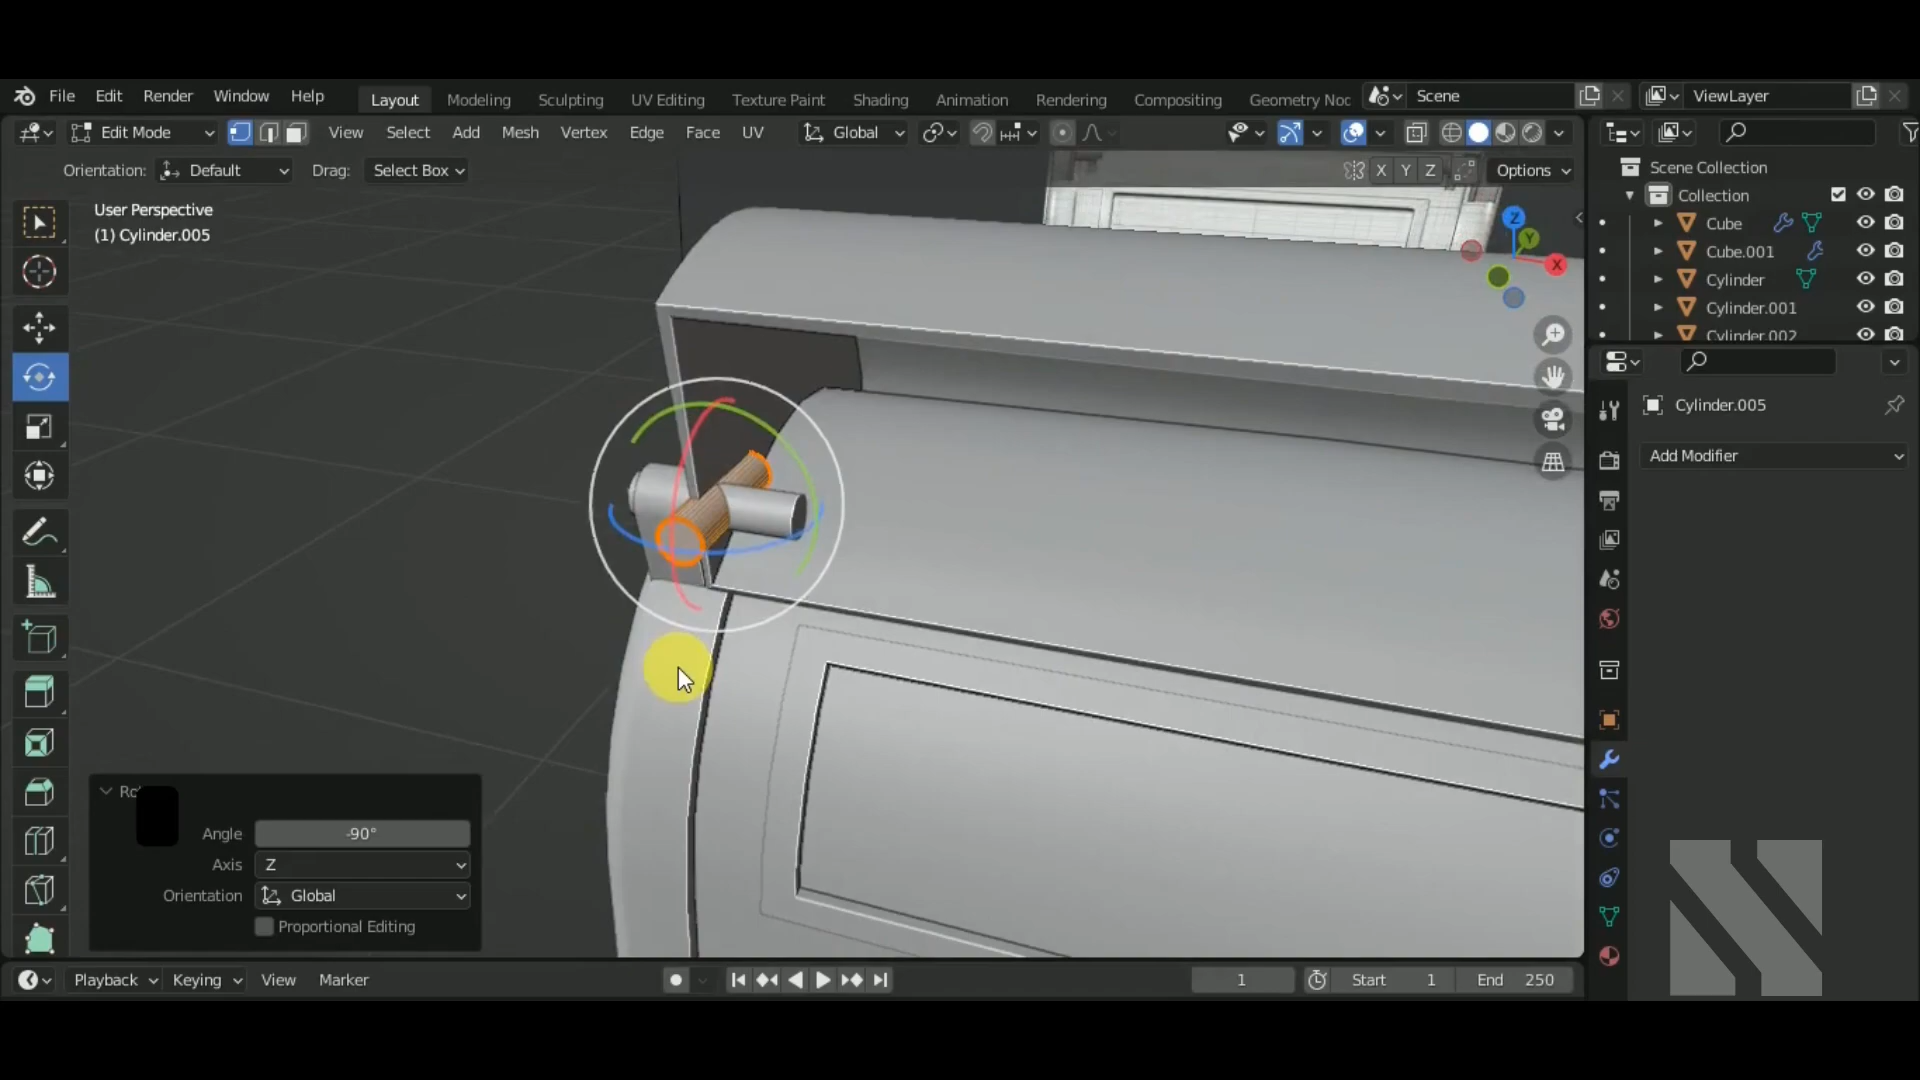 File Edit Render Window Help Layout Modeling Sculpting UV Editing Texture Paint Shading Animation Rendering Compositing Geometry Noc Scene ViewLayer
Edit Mode View Select Add Mesh Vertex Edge Face UV Global
Orientation: Default Drag: Select Box X Y Z Options
Scene Collection
User Perspective
(1) Cylinder.005
Collection
Cube
Cube.001
Cylinder
Cylinder.001
Cylinder.002
Z
Y
X
Cylinder.005
Add Modifier
Angle -90°
Axis Z
Orientation Global
Proportional Editing
Playback Keying View Marker 1 Start 1 End 250